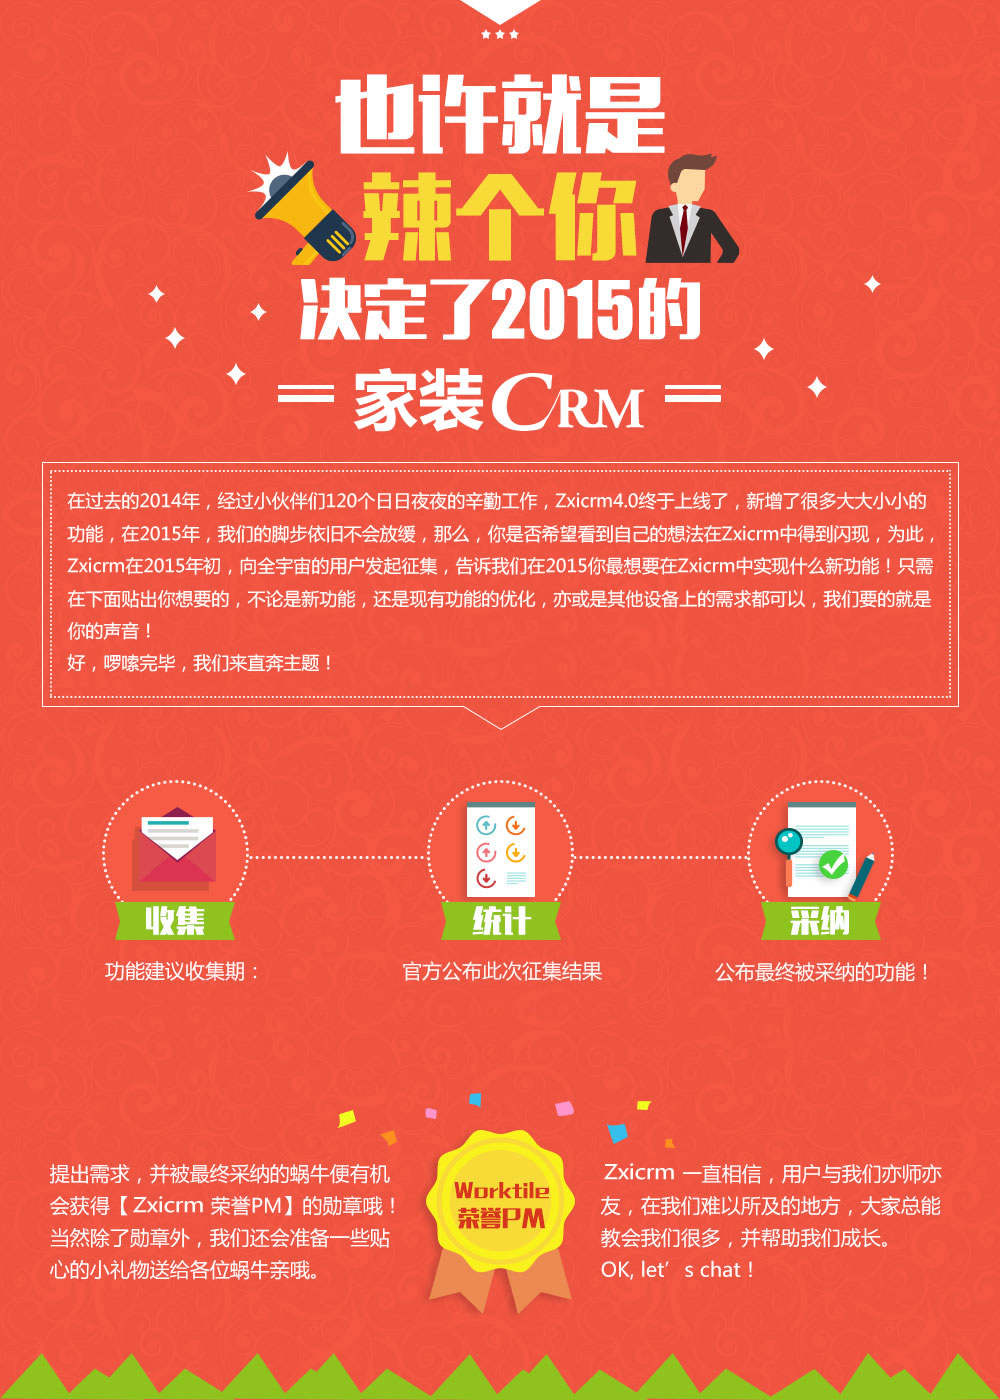 也许就是
辣个你
决定了2015的
家装CRM
在过去的2014年，经过小伙伴们120个日日夜夜的辛勤工作，Zxicrm4.0终于上线了，新增了很多大大小小的
功能，在2015年，我们的脚步依旧不会放缓，那么，你是否希望看到自己的想法在Zxicrm中得到闪现，为此，
Zxicrm在2015年初，向全宇宙的用户发起征集，告诉我们在2015你最想要在Zxicrm中实现什么新功能！只需
在下面贴出你想要的，不论是新功能，还是现有功能的优化，亦或是其他设备上的需求都可以，我们要的就是
你的声音！
好，啰嗦完毕，我们来直奔主题！
收集
统计
采纳
功能建议收集期：
官方公布此次征集结果
公布最终被采纳的功能！
提出需求，并被最终采纳的蜗牛便有机
会获得【Zxicrm 荣誉PM】的勋章哦！
当然除了勋章外，我们还会准备一些贴
心的小礼物送给各位蜗牛亲哦。
Worktile
荣誉PM
Zxicrm 一直相信，用户与我们亦师亦
友，在我们难以所及的地方，大家总能
教会我们很多，并帮助我们成长。
OK, let’s chat！